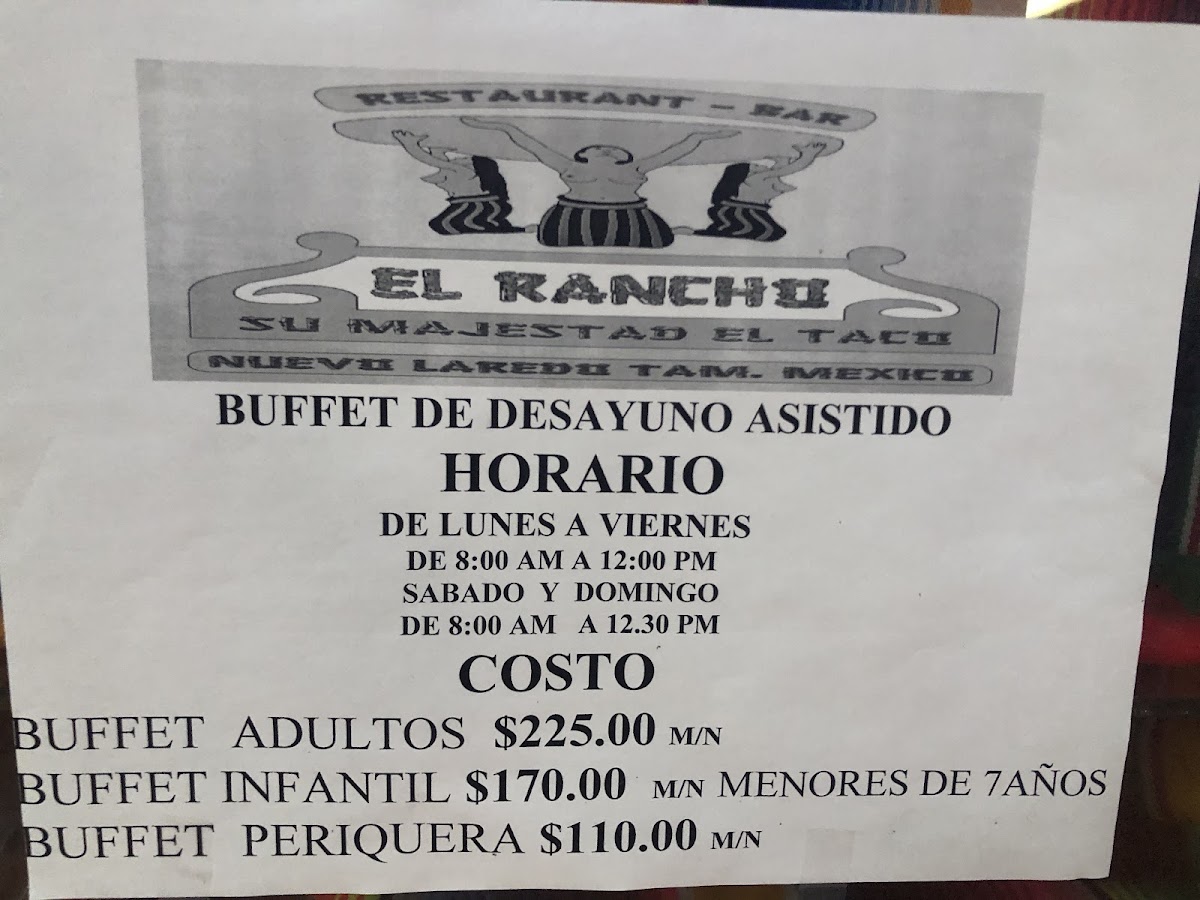 RESTAURANT - BAR
EL RANCHO
SU MAJESTAD EL TACO
NUEVO LAREDO TAM. MEXICO
BUFFET DE DESAYUNO ASISTIDO
HORARIO
DE LUNES A VIERNES
DE 8:00 AM A 12:00 PM
SABADO Y DOMINGO
DE 8:00 AM A 12.30 PM
COSTO
BUFFET ADULTOS $225.00 M/N
BUFFET INFANTIL $170.00 M/N MENORES DE 7AÑOS
BUFFET PERIQUERA $110.00 M/N